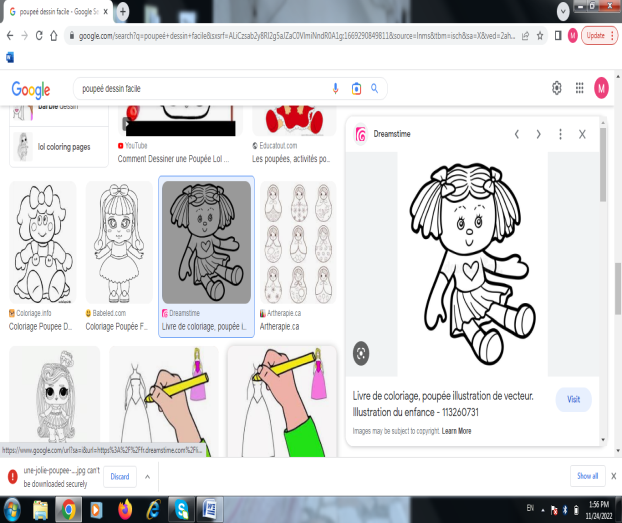 poupeé dessin facile - Google Se
google.com/search?q=poupeé+dessin+facile&sxsrf=ALiCzsab2y8Rl2g5aJZaC0VImiNndR0A1g:1669290849811&source=lnms&tbm=isch&sa=X&ved=2ah...
M
Update
Google
poupeé dessin facile
M
barbie dessin
lol coloring pages
YouTube
Comment Dessiner une Poupée Lol ...
Educatout.com
Les poupées, activités po...
Dreamstime
Coloriage.info
Coloriage Poupee D...
Babeled.com
Coloriage Poupée F...
Dreamstime
Livre de coloriage, poupée i...
Artherapie.ca
Artherapie.ca
Livre de coloriage, poupée illustration de vecteur.
Illustration du enfance - 113260731
Visit
Images may be subject to copyright. Learn More
https://www.google.com/url?sa=i&url=https%3A%2F%2Ffr.dreamstime.com%2Fi...
une-jolie-poupee-...jpg can't
be downloaded securely
Discard
Show all
EN
1:56 PM
11/24/2022